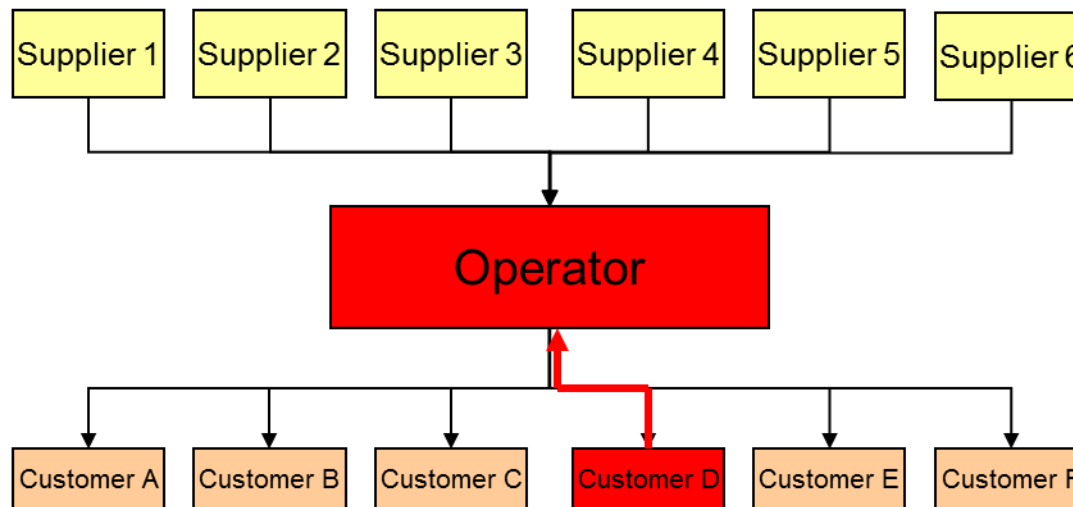 Supplier 1
Supplier 2
Supplier 3
Supplier 4
Supplier 5
Supplier 6
Operator
Customer A
Customer B
Customer C
Customer D
Customer E
Customer F